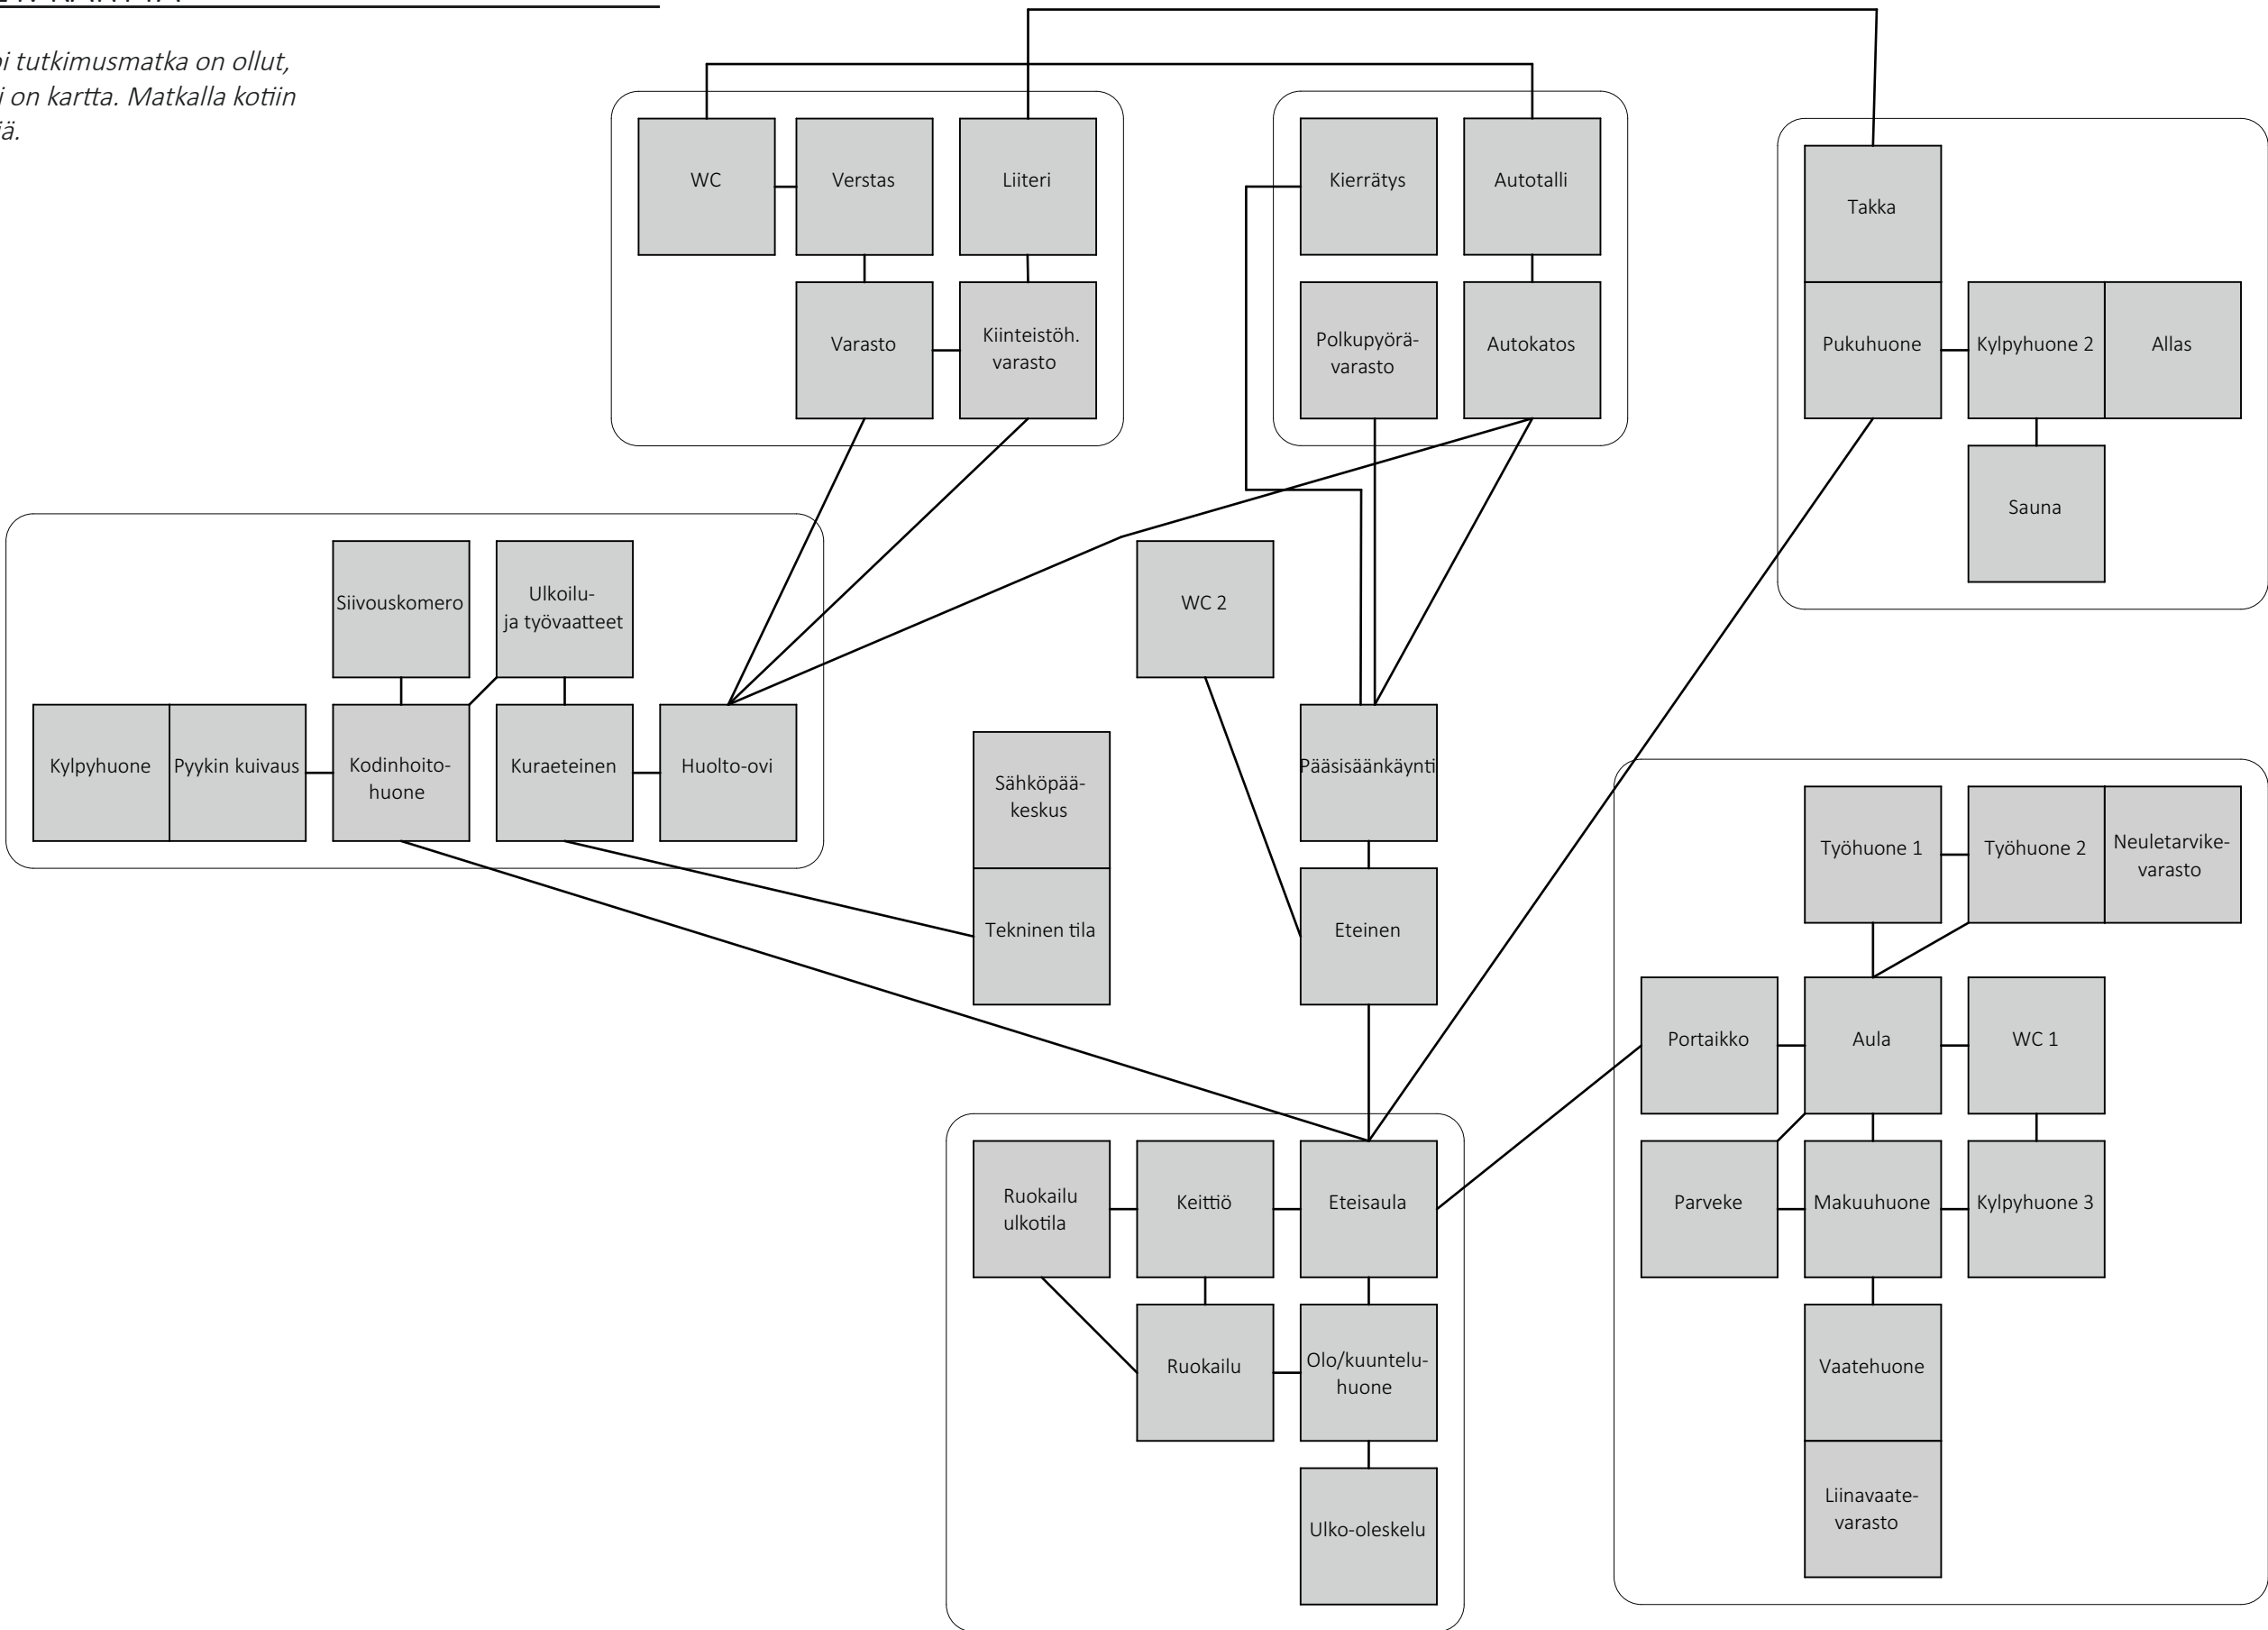 oi tutkimusmatka on ollut,
i on kartta. Matkalla kotiin
WC
Verstas
Liiteri
Varasto
Kiinteistöh.
varasto
Kierrätys
Autotalli
Polkupyörä-
varasto
Autokatos
Takka
Pukuhuone
Kylpyhuone 2
Allas
Sauna
Siivouskomero
Ulkoilu-
ja työvaatteet
Kylpyhuone
Pyykin kuivaus
Kodinhoito-
huone
Kuraeteinen
Huolto-ovi
WC 2
Sähköpää-
keskus
Tekninen tila
Pääsisäänkäynti
Eteinen
Työhuone 1
Työhuone 2
Neuletarvike-
varasto
Portaikko
Aula
WC 1
Parveke
Makuuhuone
Kylpyhuone 3
Vaatehuone
Liinavaate-
varasto
Ruokailu
ulkotila
Keittiö
Eteisaula
Ruokailu
Olo/kuuntelu-
huone
Ulko-oleskelu